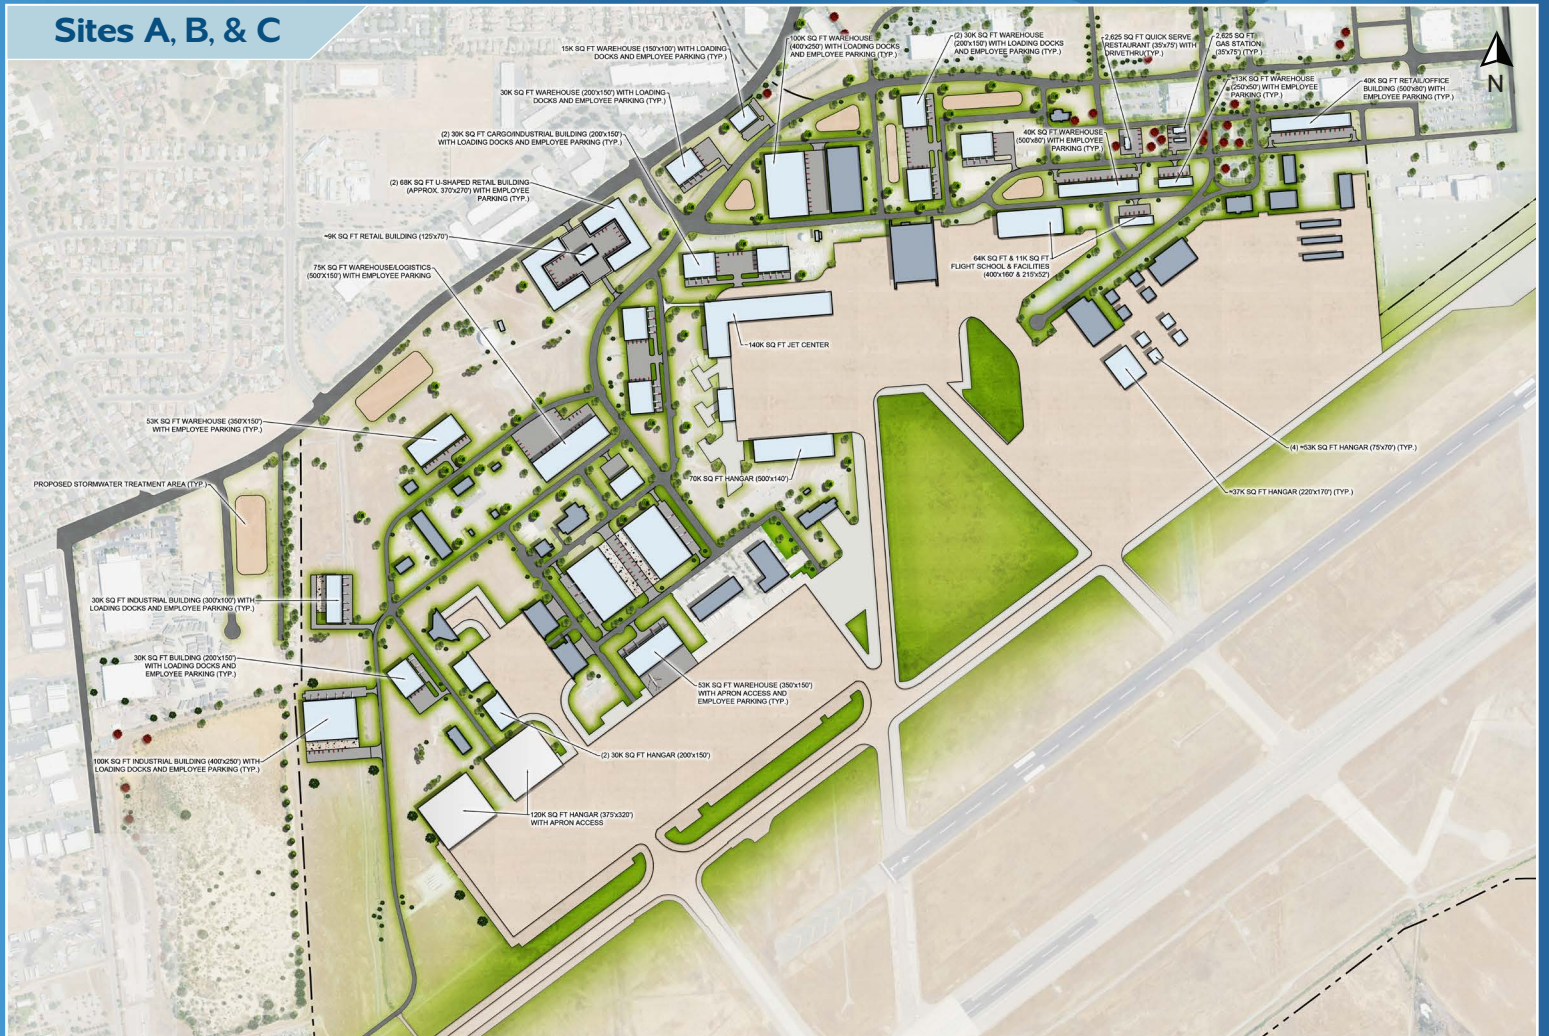 Sites A, B, & C
15K SQ FT WAREHOUSE (150'x100') WITH LOADING
DOCKS AND EMPLOYEE PARKING (TYP.)
100K SQ FT WAREHOUSE
(400'x250') WITH LOADING DOCKS
AND EMPLOYEE PARKING (TYP.)
(2) 30K SQ FT WAREHOUSE
(200'x150') WITH LOADING DOCKS
AND EMPLOYEE PARKING (TYP.)
2,625 SQ FT QUICK SERVE
RESTAURANT (35'x75') WITH
DRIVETHRU(TYP.)
2,625 SQ FT
GAS STATION
(35'x75') (TYP.)
N
~13K SQ FT WAREHOUSE
(250'x50') WITH EMPLOYEE
PARKING (TYP.)
40K SQ FT RETAIL/OFFICE
BUILDING (500'x80') WITH
EMPLOYEE PARKING (TYP.)
30K SQ FT WAREHOUSE (200'x150') WITH LOADING
DOCKS AND EMPLOYEE PARKING (TYP.)
(2) 30K SQ FT CARGO/INDUSTRIAL BUILDING (200'x150')
WITH LOADING DOCKS AND EMPLOYEE PARKING (TYP.)
40K SQ FT WAREHOUSE
(500'x80') WITH EMPLOYEE
PARKING (TYP.)
(2) 68K SQ FT U-SHAPED RETAIL BUILDING
(APPROX. 370'x270') WITH EMPLOYEE
PARKING (TYP.)
~9K SQ FT RETAIL BUILDING (125'x70')
75K SQ FT WAREHOUSE/LOGISTICS
(500'X150') WITH EMPLOYEE PARKING
64K SQ FT & 11K SQ FT
FLIGHT SCHOOL & FACILITIES
(400'x160' & 215'x52')
~140K SQ FT JET CENTER
53K SQ FT WAREHOUSE (350'X150')
WITH EMPLOYEE PARKING (TYP.)
(4) ~53K SQ FT HANGAR (75'x70') (TYP.)
PROPOSED STORMWATER TREATMENT AREA (TYP.)
70K SQ FT HANGAR (500'x140')
~37K SQ FT HANGAR (220'x170') (TYP.)
30K SQ FT INDUSTRIAL BUILDING (300'x100') WITH
LOADING DOCKS AND EMPLOYEE PARKING (TYP.)
30K SQ FT BUILDING (200'x150')
WITH LOADING DOCKS AND
EMPLOYEE PARKING (TYP.)
53K SQ FT WAREHOUSE (350'x150')
WITH APRON ACCESS AND
EMPLOYEE PARKING (TYP.)
(2) 30K SQ FT HANGAR (200'x150')
100K SQ FT INDUSTRIAL BUILDING (400'x250') WITH
LOADING DOCKS AND EMPLOYEE PARKING (TYP.)
120K SQ FT HANGAR (375'x320')
WITH APRON ACCESS